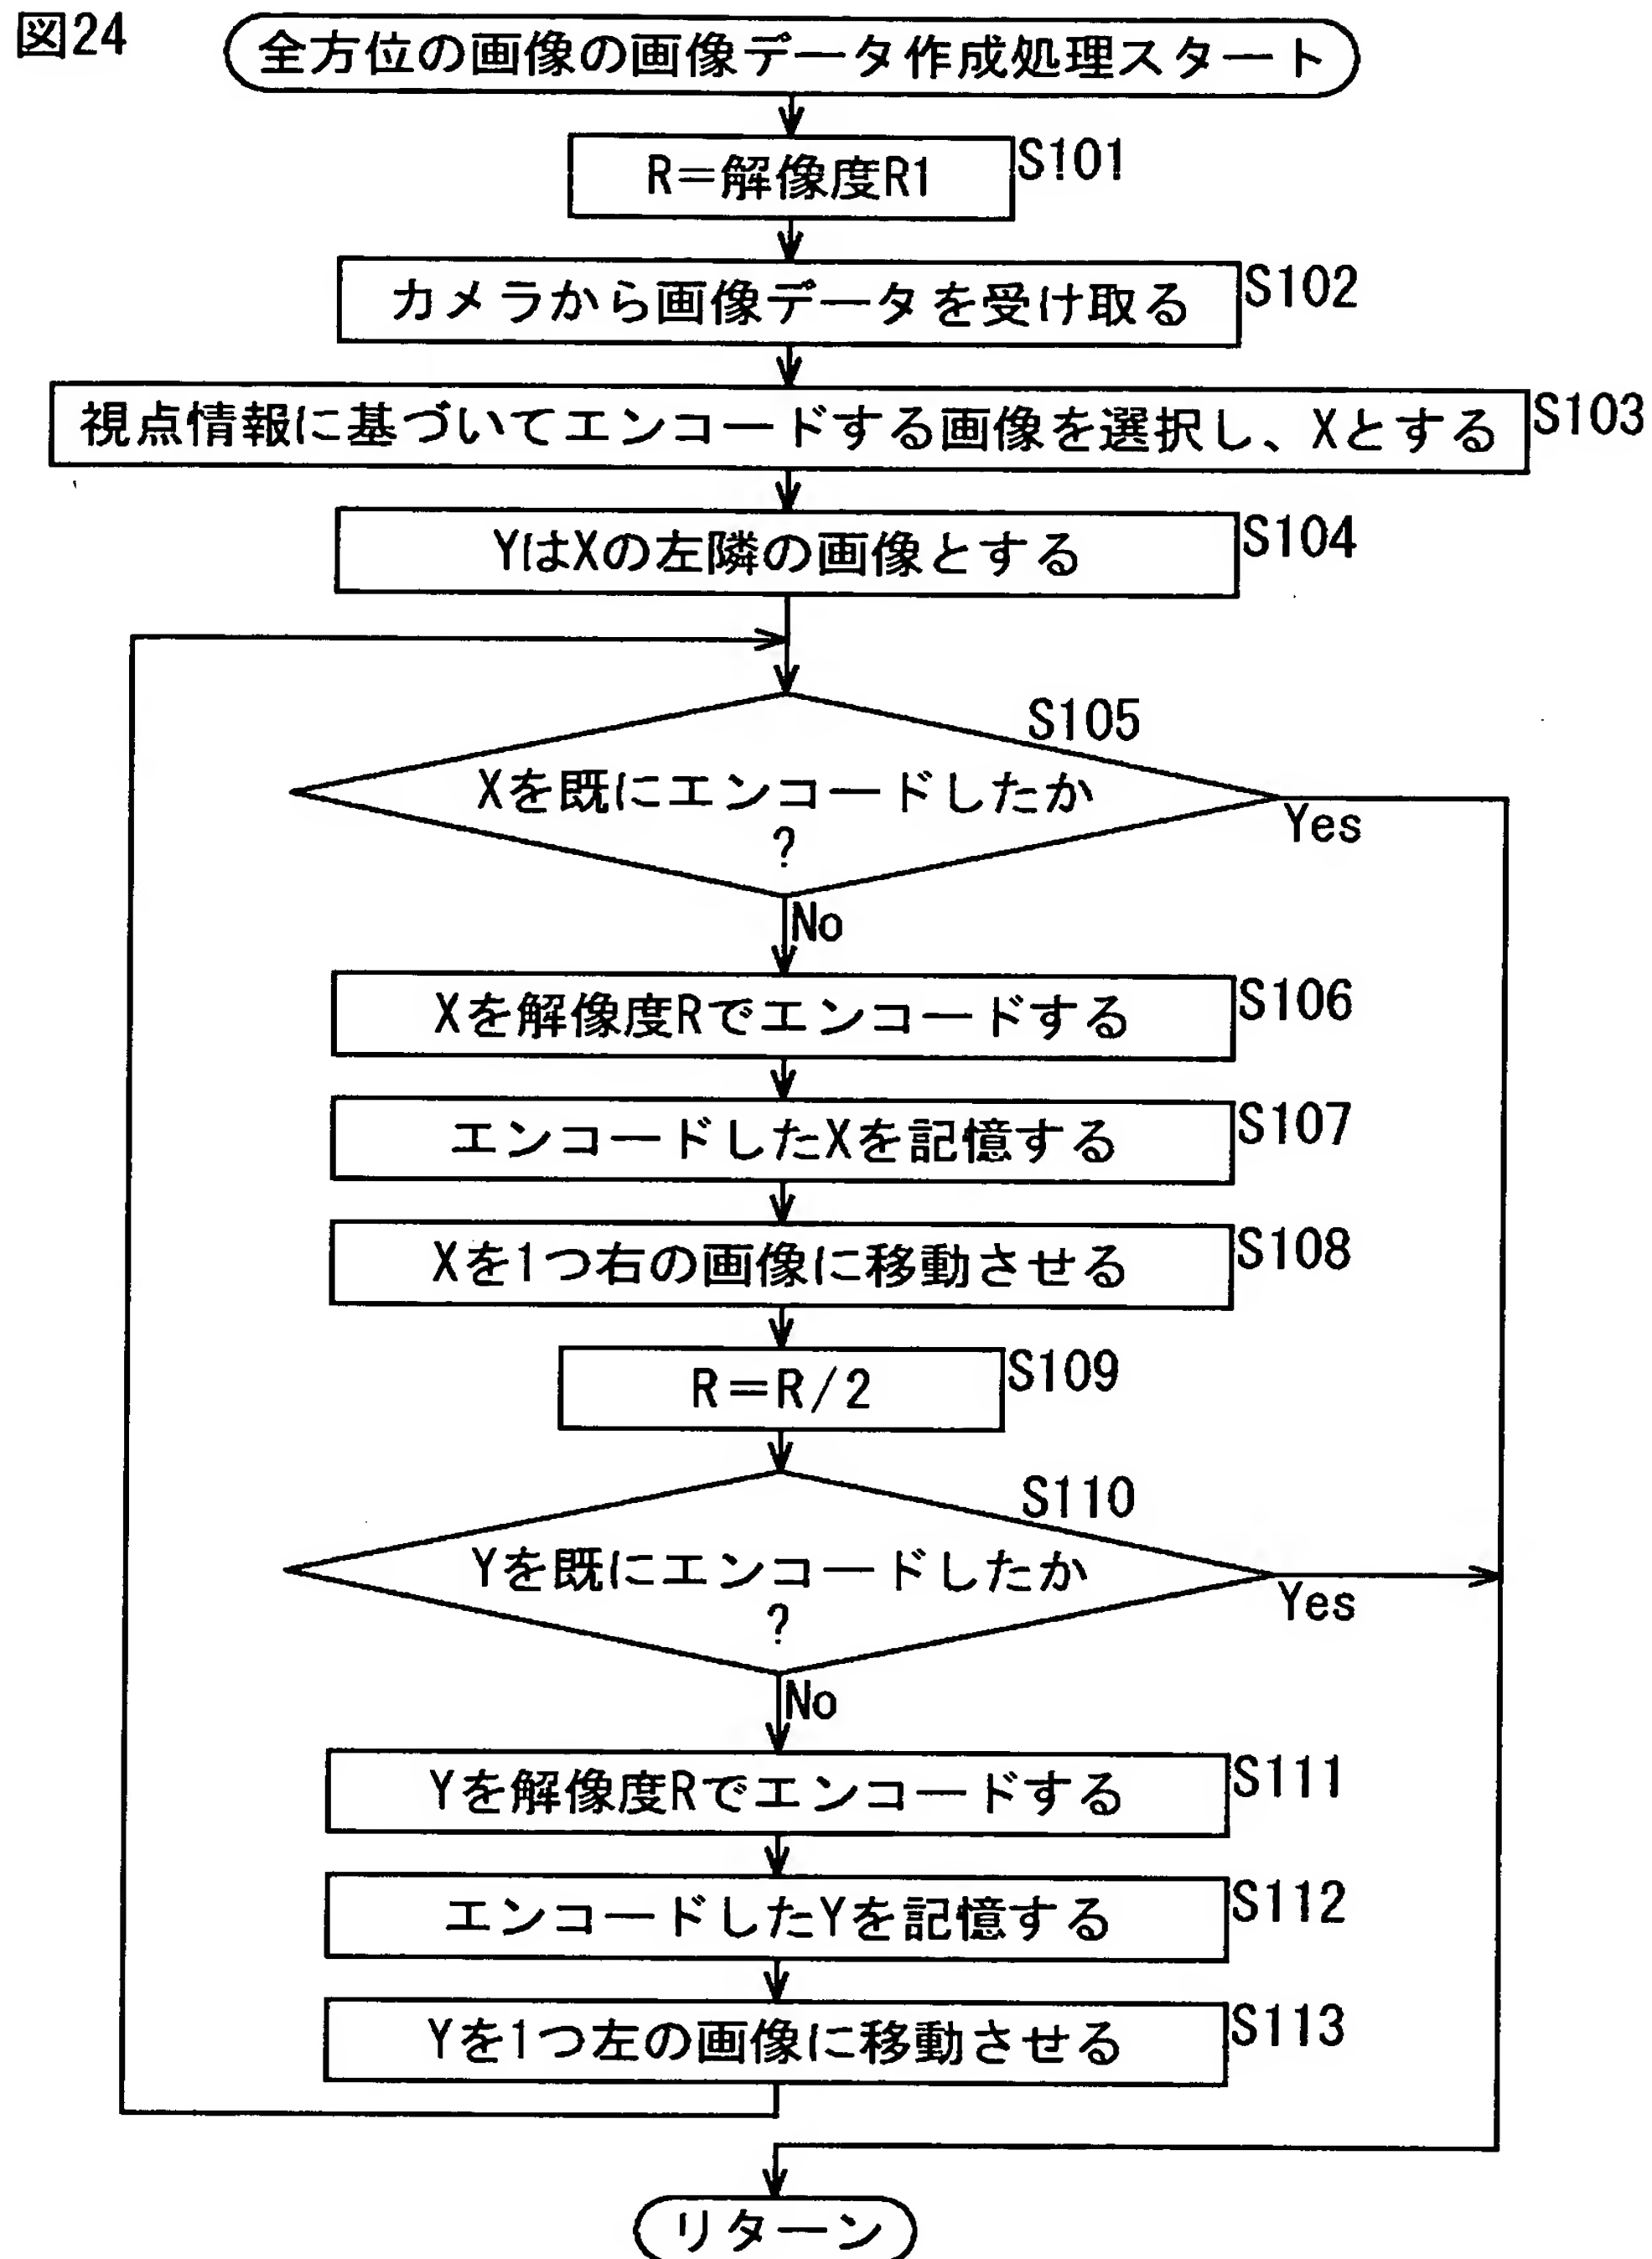 図24
全方位の画像の画像データ作成処理スタート
R=解像度R1
S101
カメラから画像データを受け取る
S102
視点情報に基づいてエンコードする画像を選択し、Xとする
S103
YはXの左隣の画像とする
S104
S105
Xを既にエンコードしたか
?
Yes
No
Xを解像度Rでエンコードする
S106
エンコードしたXを記憶する
S107
Xを1つ右の画像に移動させる
S108
R=R/2
S109
S110
Yを既にエンコードしたか
?
Yes
No
Yを解像度Rでエンコードする
S111
エンコードしたYを記憶する
S112
Yを1つ左の画像に移動させる
S113
リターン